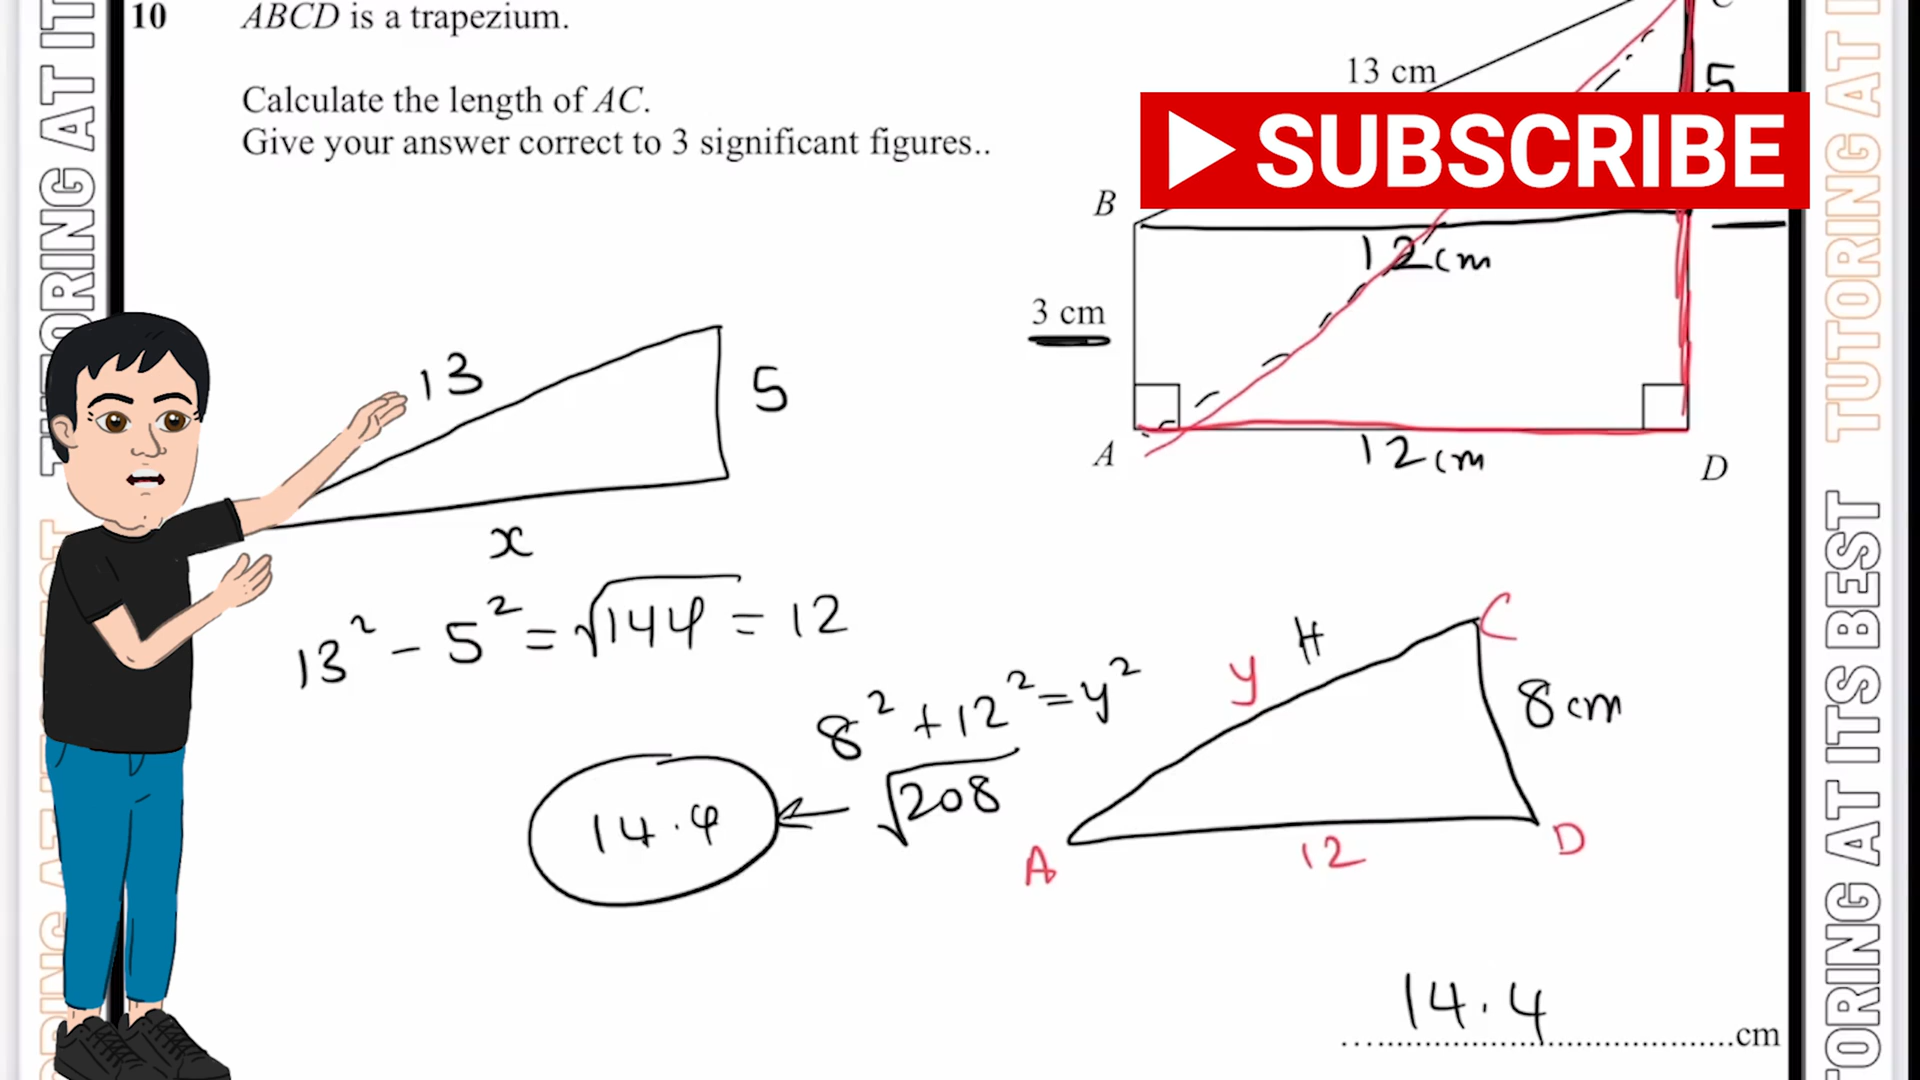 10 ABCD is a trapezium.
Calculate the length of AC.
Give your answer correct to 3 significant figures..
C
13 cm
5
SUBSCRIBE
B
12cm
3 cm
A
12cm
D
13
5
x
13² - 5² = √144 = 12
8² + 12² = y²
√208
14.4
y
H
C
8cm
A
12
D
14.4
cm
TUTORING AT ITS BEST
TUTORING AT ITS BEST